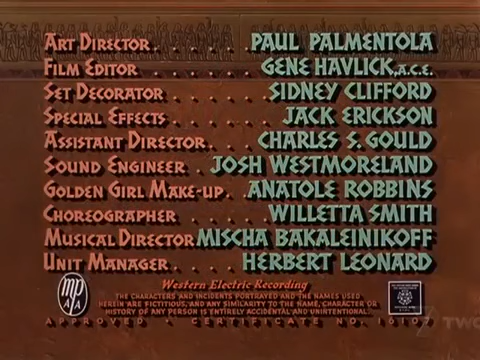 ART DIRECTOR . . . . . . PAUL PALMENTOLA
FILM EDITOR . . . . . . GENE HAVLICK, A.C.E.
SET DECORATOR . . . . . . SIDNEY CLIFFORD
SPECIAL EFFECTS . . . . . . JACK ERICKSON
ASSISTANT DIRECTOR . . . CHARLES S. GOULD
SOUND ENGINEER . . JOSH WESTMORELAND
GOLDEN GIRL MAKE-UP . . ANATOLE ROBBINS
CHOREOGRAPHER . . . . . WILLETTA SMITH
MUSICAL DIRECTOR MISCHA BAKALEINIKOFF
UNIT MANAGER . . . . HERBERT LEONARD
Western Electric Recording
THE CHARACTERS AND INCIDENTS PORTRAYED AND THE NAMES USED
HEREIN ARE FICTITIOUS, AND ANY SIMILARITY TO THE NAME, CHARACTER OR
HISTORY OF ANY PERSON IS ENTIRELY ACCIDENTAL AND UNINTENTIONAL.
APPROVED · CERTIFICATE NO.
mp
AA
7 TWO